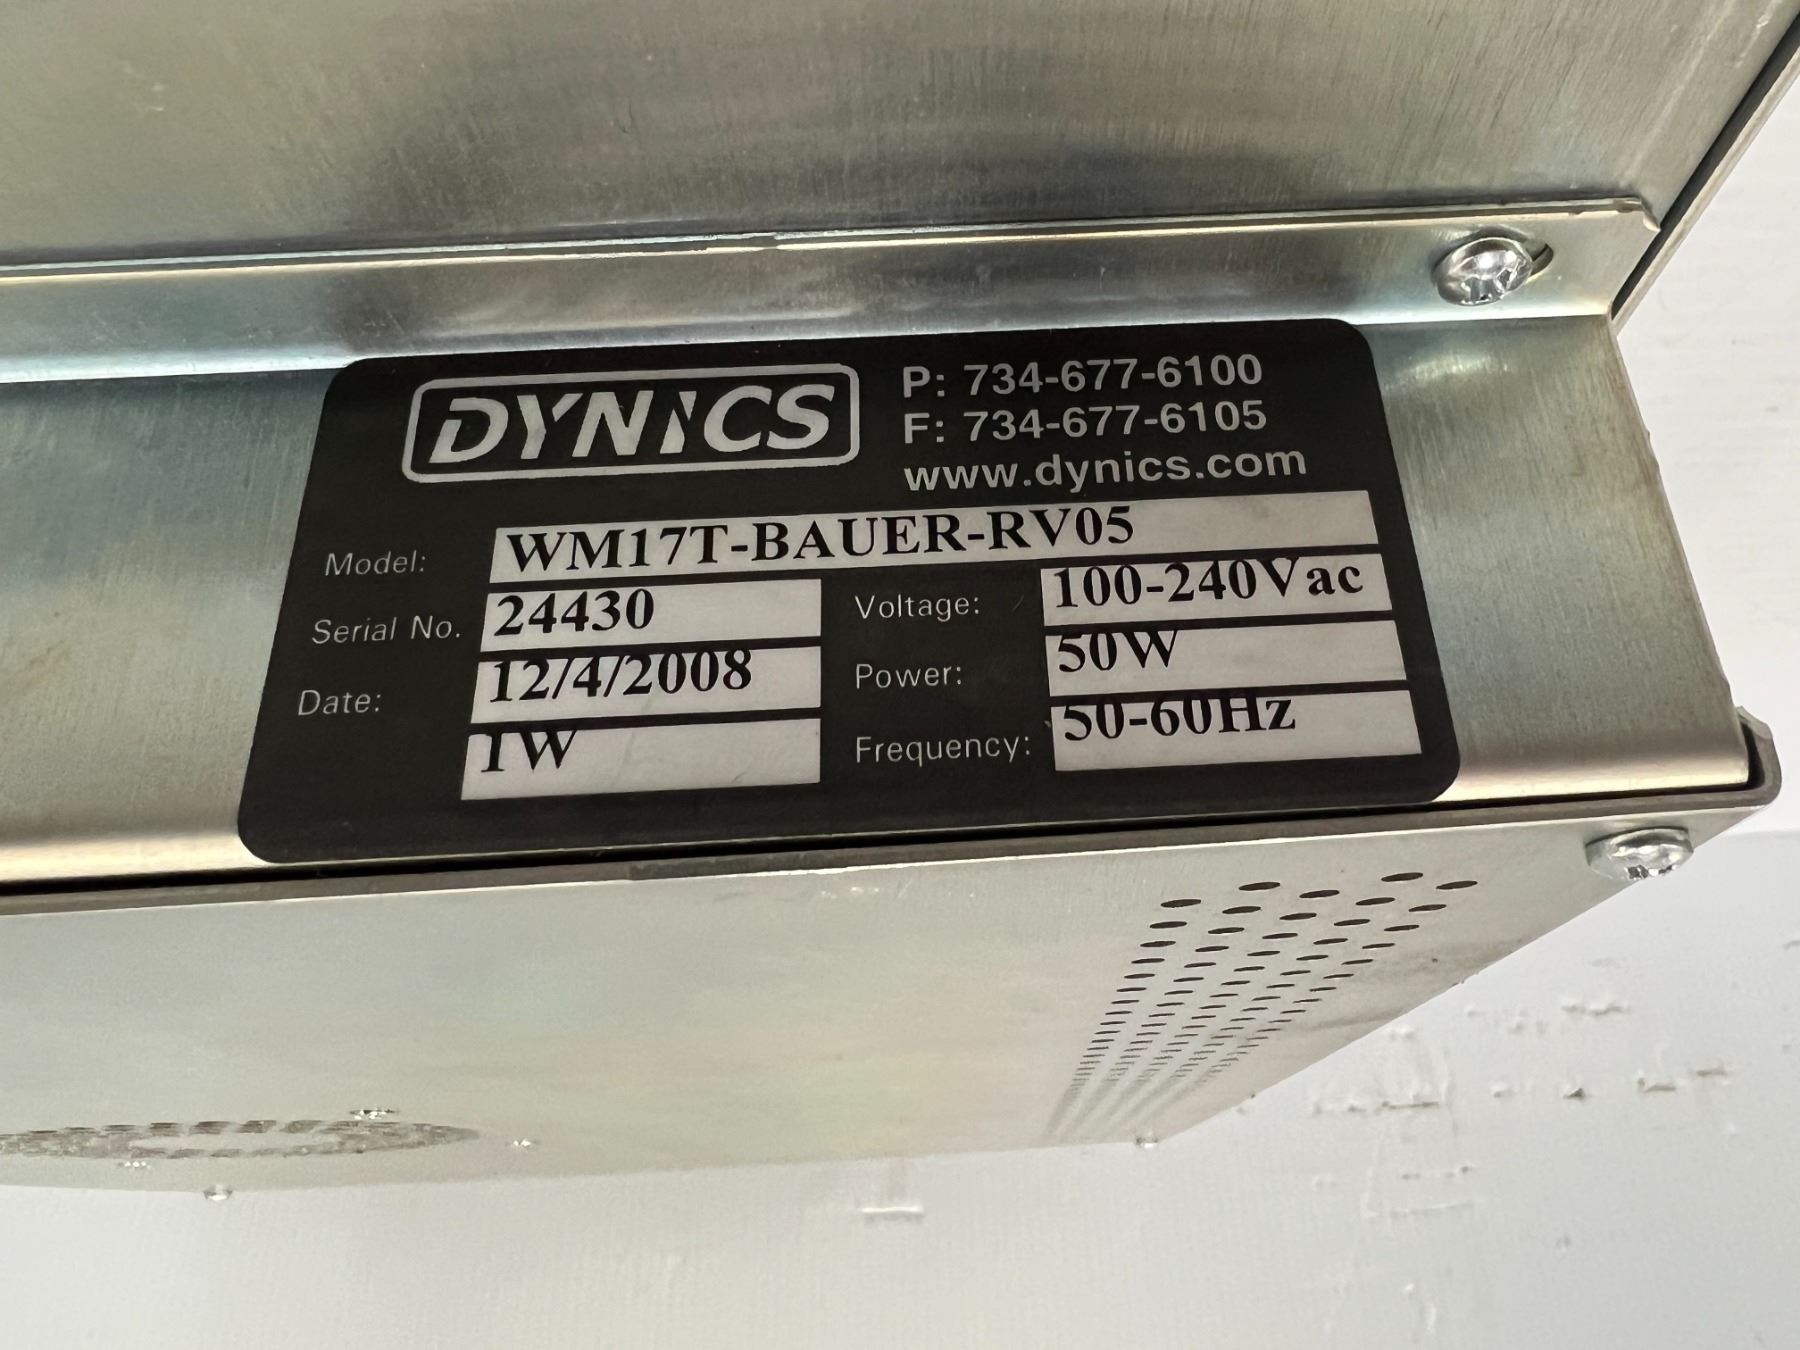 DYNICS
P: 734-677-6100
F: 734-677-6105
www.dynics.com
Model: WM17T-BAUER-RV05
Serial No. 24430 Voltage: 100-240Vac
Date: 12/4/2008 Power: 50W
1W Frequency: 50-60Hz